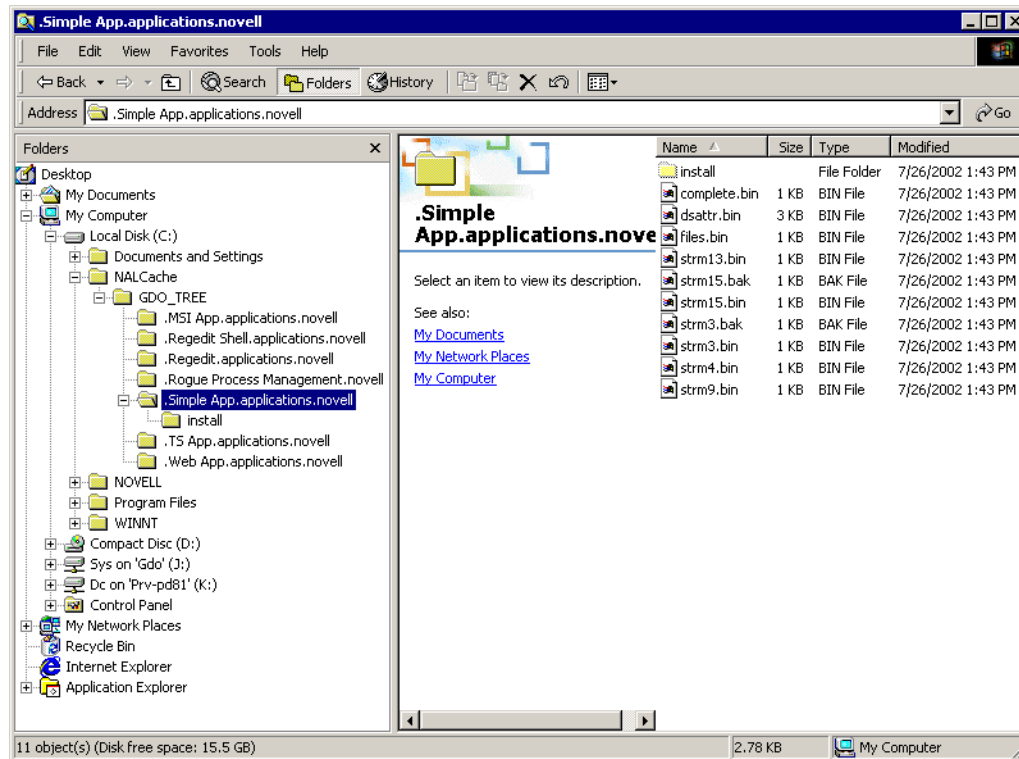 .Simple App.applications.novell
File Edit View Favorites Tools Help
Back Search Folders History
Address .Simple App.applications.novell Go
Folders
Desktop
My Documents
My Computer
Local Disk (C:)
Documents and Settings
NALCache
GDO_TREE
.MSI App.applications.novell
.Regedit Shell.applications.novell
.Regedit.applications.novell
.Rogue Process Management.novell
.Simple App.applications.novell
install
.TS App.applications.novell
.Web App.applications.novell
NOVELL
Program Files
WINNT
Compact Disc (D:)
Sys on 'Gdo' (J:)
Dc on 'Prv-pd81' (K:)
Control Panel
My Network Places
Recycle Bin
Internet Explorer
Application Explorer
.Simple
App.applications.nove
Select an item to view its description.
See also:
My Documents
My Network Places
My Computer
Name Size Type Modified
install File Folder 7/26/2002 1:43 PM
complete.bin 1 KB BIN File 7/26/2002 1:43 PM
dsattr.bin 3 KB BIN File 7/26/2002 1:43 PM
files.bin 1 KB BIN File 7/26/2002 1:43 PM
strm13.bin 1 KB BIN File 7/26/2002 1:43 PM
strm15.bak 1 KB BAK File 7/26/2002 1:43 PM
strm15.bin 1 KB BIN File 7/26/2002 1:43 PM
strm3.bak 1 KB BAK File 7/26/2002 1:43 PM
strm3.bin 1 KB BIN File 7/26/2002 1:43 PM
strm4.bin 1 KB BIN File 7/26/2002 1:43 PM
strm9.bin 1 KB BIN File 7/26/2002 1:43 PM
11 object(s) (Disk free space: 15.5 GB) 2.78 KB My Computer